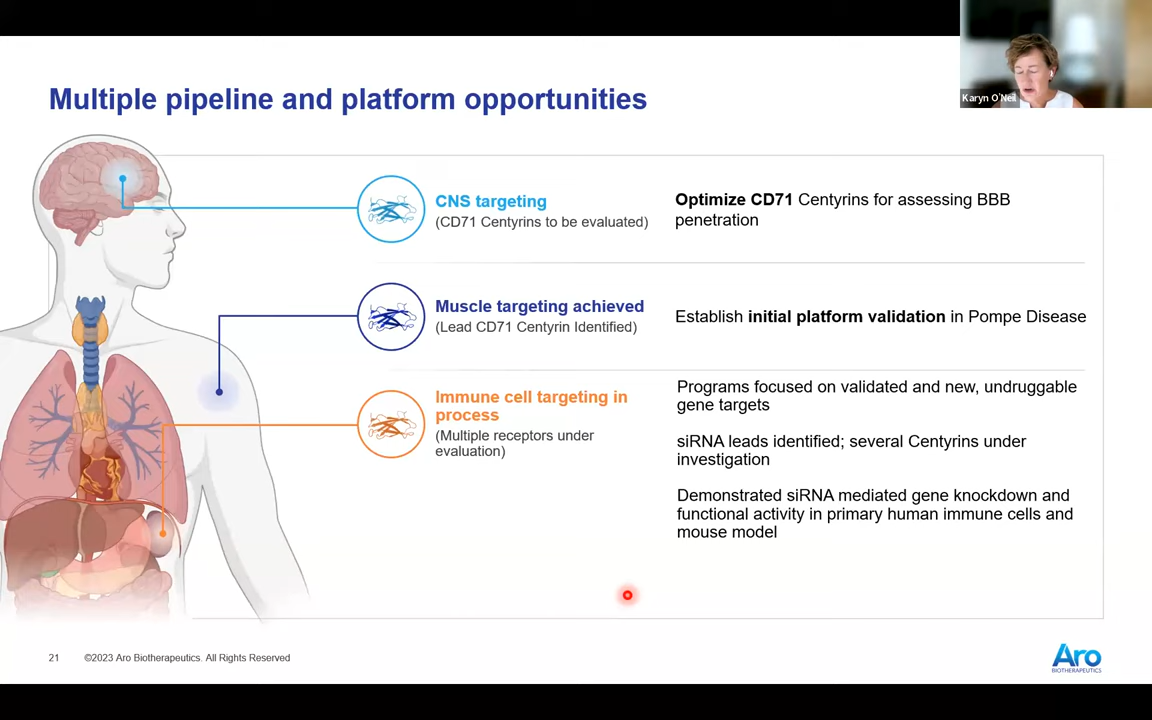 Multiple pipeline and platform opportunities
Karyn O'Neil
CNS targeting
(CD71 Centyrins to be evaluated)
Optimize CD71 Centyrins for assessing BBB
penetration
Muscle targeting achieved
(Lead CD71 Centyrin Identified)
Establish initial platform validation in Pompe Disease
Immune cell targeting in
process
(Multiple receptors under
evaluation)
Programs focused on validated and new, undruggable
gene targets
siRNA leads identified; several Centyrins under
investigation
Demonstrated siRNA mediated gene knockdown and
functional activity in primary human immune cells and
mouse model
21
©2023 Aro Biotherapeutics. All Rights Reserved
Aro
BIOTHERAPEUTICS